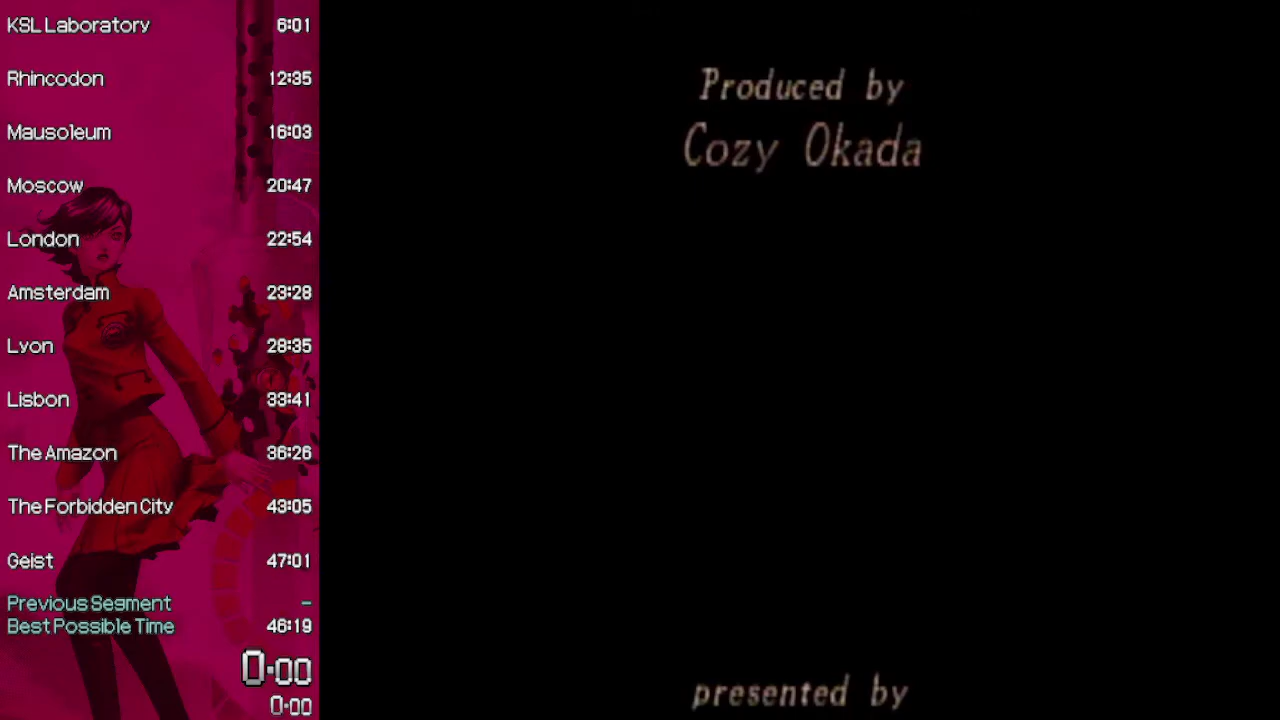 KSL Laboratory 6:01
Rhincodon 12:35
Mausoleum 16:03
Moscow 20:47
London 22:54
Amsterdam 23:28
Lyon 28:35
Lisbon 33:41
The Amazon 36:26
The Forbidden City 43:05
Geist 47:01
Previous Segment –
Best Possible Time 46:19
0:00
0:00
Produced by
Cozy Okada
presented by